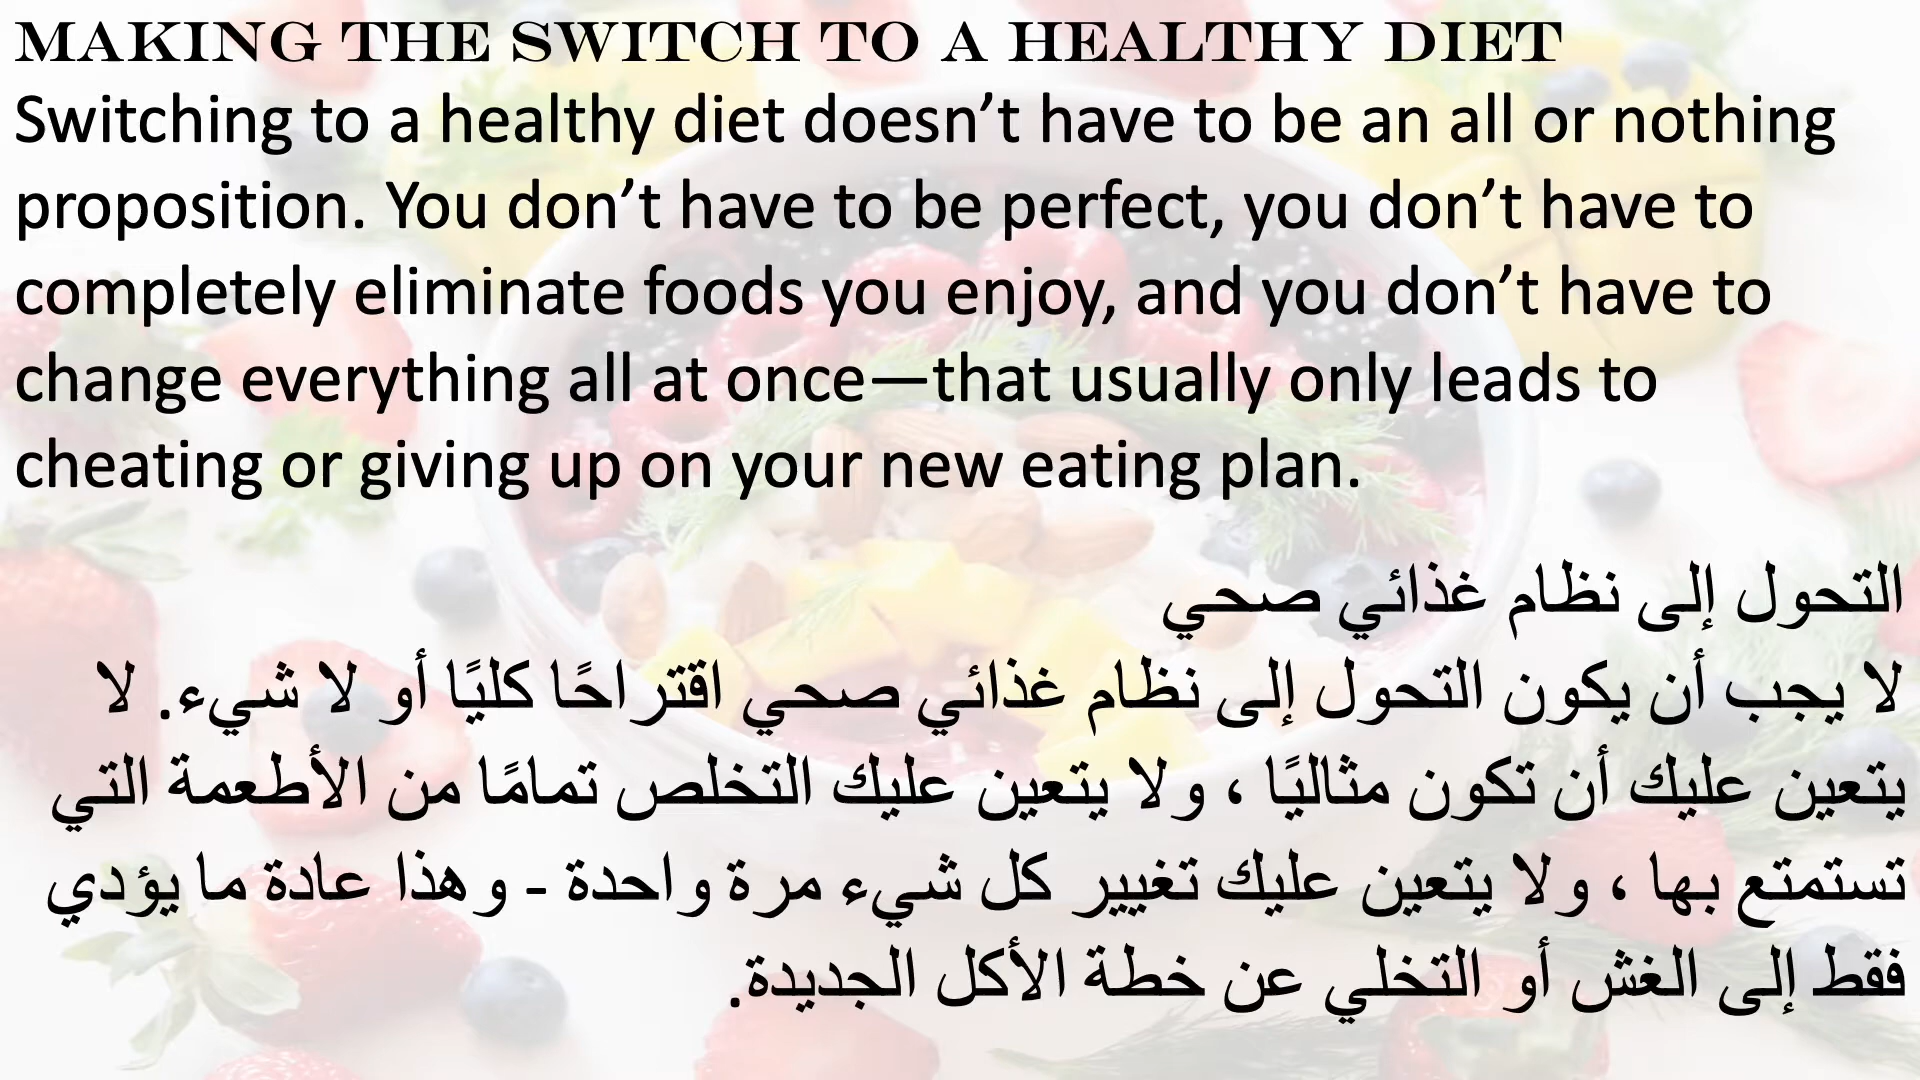 MAKING THE SWITCH TO A HEALTHY DIET
Switching to a healthy diet doesn’t have to be an all or nothing
proposition. You don’t have to be perfect, you don’t have to
completely eliminate foods you enjoy, and you don’t have to
change everything all at once—that usually only leads to
cheating or giving up on your new eating plan.
التحول إلى نظام غذائي صحي
لا يجب أن يكون التحول إلى نظام غذائي صحي اقتراحًا كليًا أو لا شيء. لا
يتعين عليك أن تكون مثاليًا ، ولا يتعين عليك التخلص تمامًا من الأطعمة التي
تستمتع بها ، ولا يتعين عليك تغيير كل شيء مرة واحدة - وهذا عادة ما يؤدي
فقط إلى الغش أو التخلي عن خطة الأكل الجديدة.